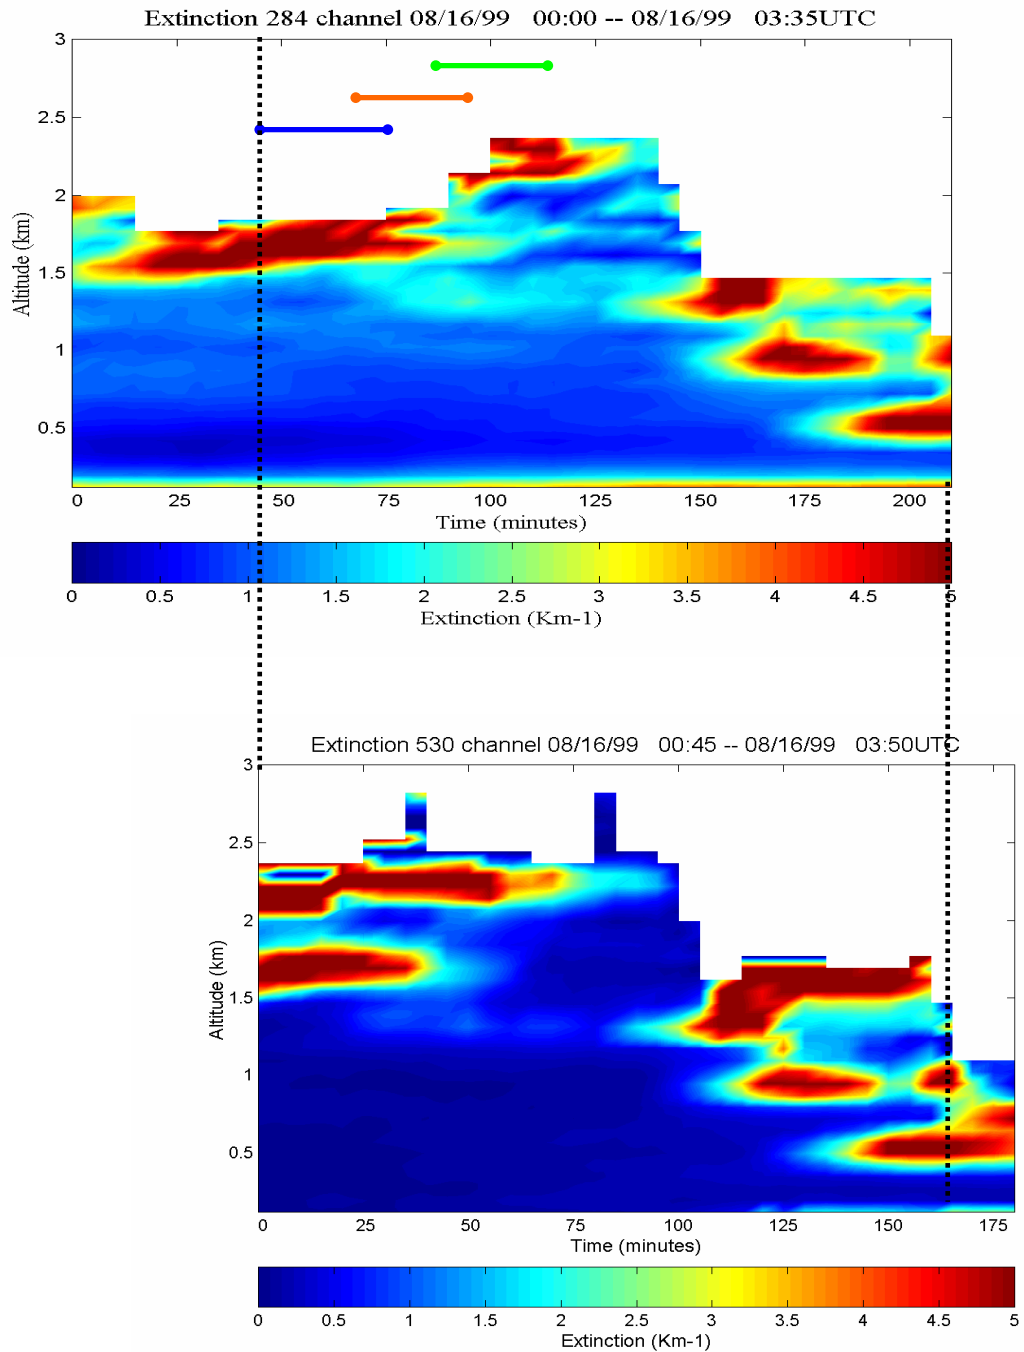 Extinction 284 channel 08/16/99 00:00 -- 08/16/99 03:35UTC
3
2.5
2
1.5
1
0.5
Altitude (km)
0 25 50 75 100 125 150 175 200
Time (minutes)
0 0.5 1 1.5 2 2.5 3 3.5 4 4.5 5
Extinction (Km-1)
Extinction 530 channel 08/16/99 00:45 -- 08/16/99 03:50UTC
3
2.5
2
1.5
1
0.5
Altitude (km)
0 25 50 75 100 125 150 175
Time (minutes)
0 0.5 1 1.5 2 2.5 3 3.5 4 4.5 5
Extinction (Km-1)